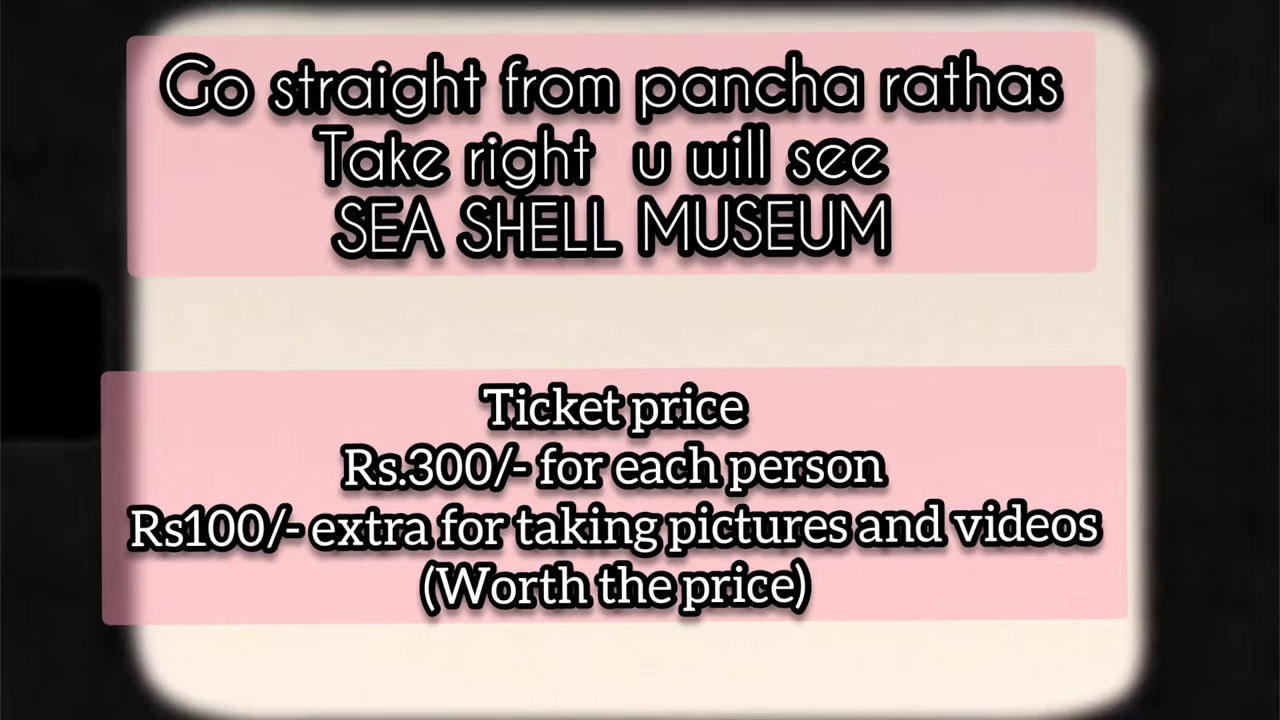 Go straight from pancha rathas
Take right u will see
SEA SHELL MUSEUM
Ticket price
Rs.300/- for each person
Rs100/- extra for taking pictures and videos
(Worth the price)